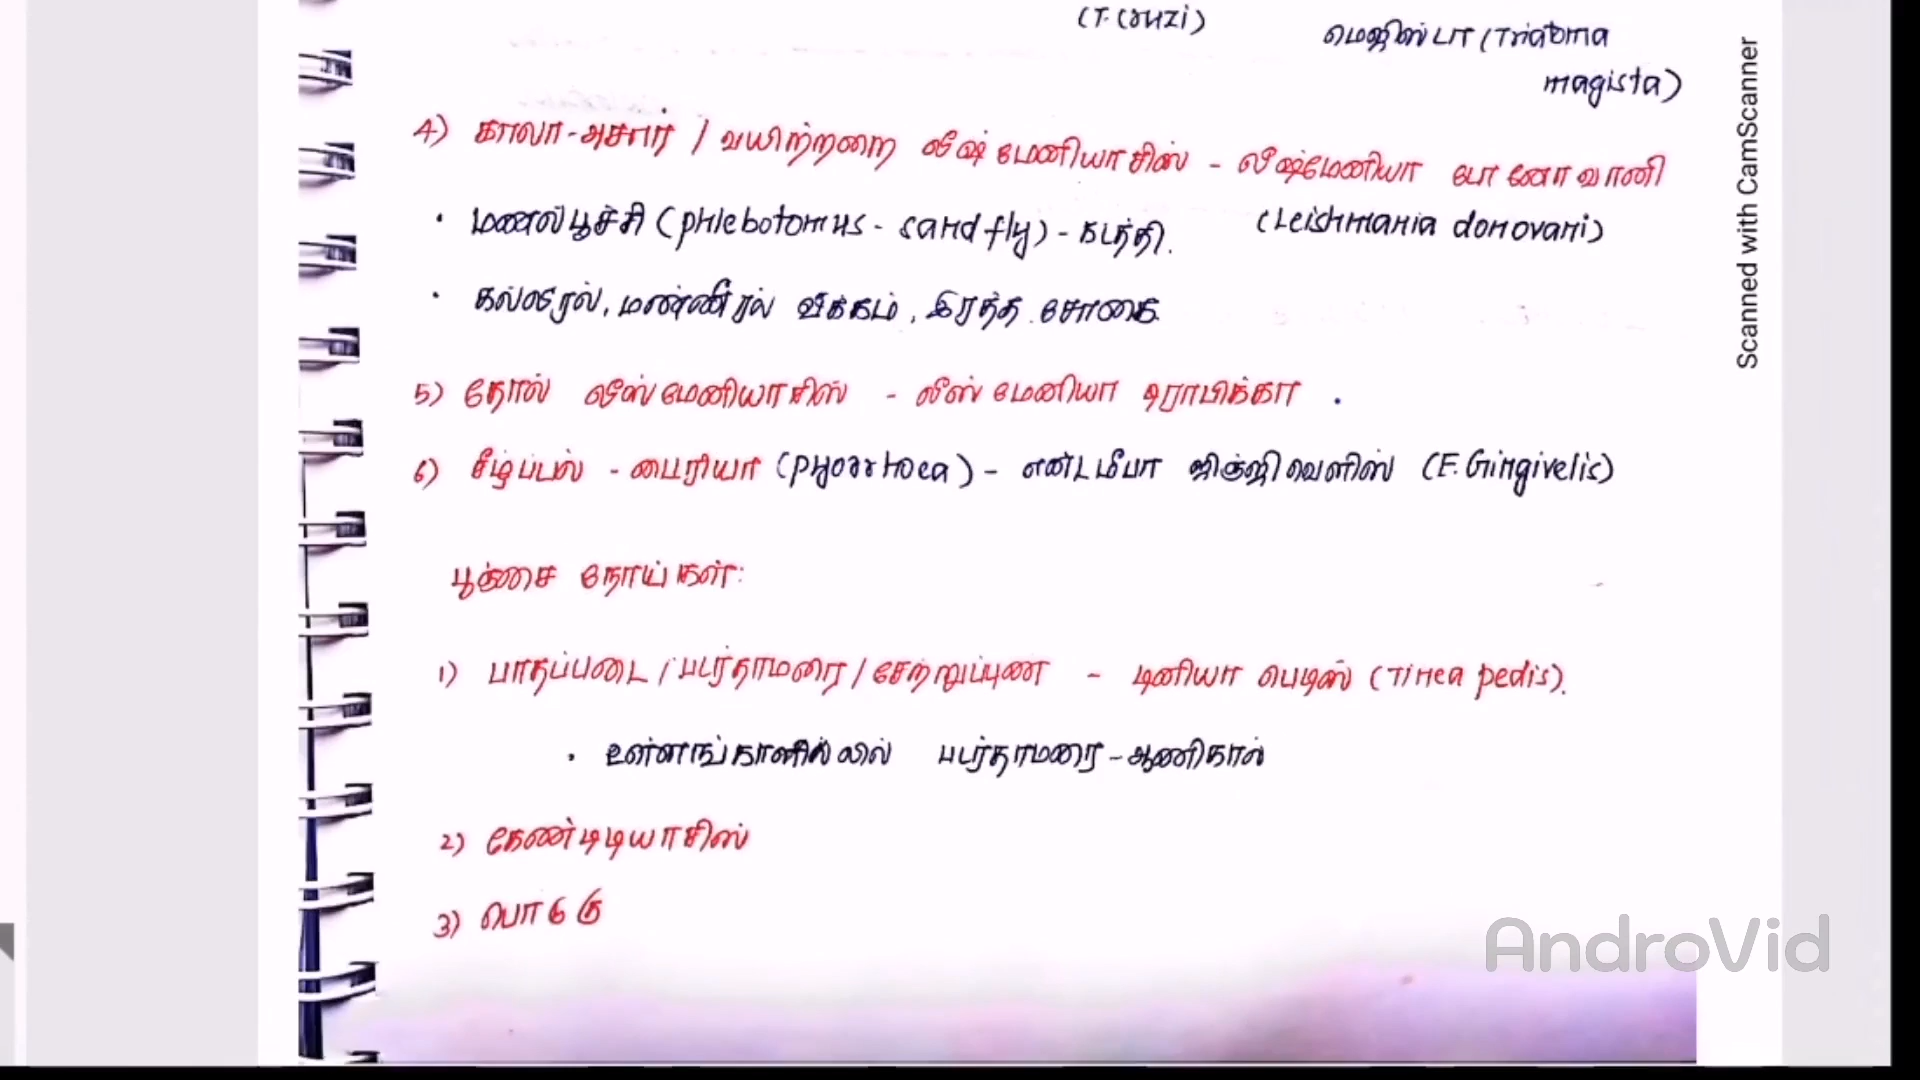 (T. Cruzi)
மெஜிஸ்டா (Triatoma
magista)
4) காலா-அசார் / வயிற்றறை லீஷ்மேனியாசிஸ் - லீஷ்மேனியா டோனோவானி
(Leishmania donovani)
• மணல்பூச்சி (Phlebotomus - sand fly) - கடத்தி.
• கல்லீரல், மண்ணீரல் வீக்கம், இரத்த சோகை.
5) தோல் லீஸ்மேனியாசிஸ் - லீஸ்மேனியா டிராபிக்கா .
6) சீழ்ப்பல் - பைரியா (Pyorrhoea) - எண்டமீபா ஜிஞ்ஜிவெளிஸ் (E. Gingivelis)
பூஞ்சை நோய்கள்:
1) பாதப்படை / படர்தாமரை / சேற்றுப்புண் - டினியா பெடிஸ் (Tinea pedis).
• உள்ளங்காளில் படர்தாமரை - ஆணிகால்
2) கேண்டிடியாசிஸ்
3) பொடுகு
Scanned with CamScanner
AndroVid